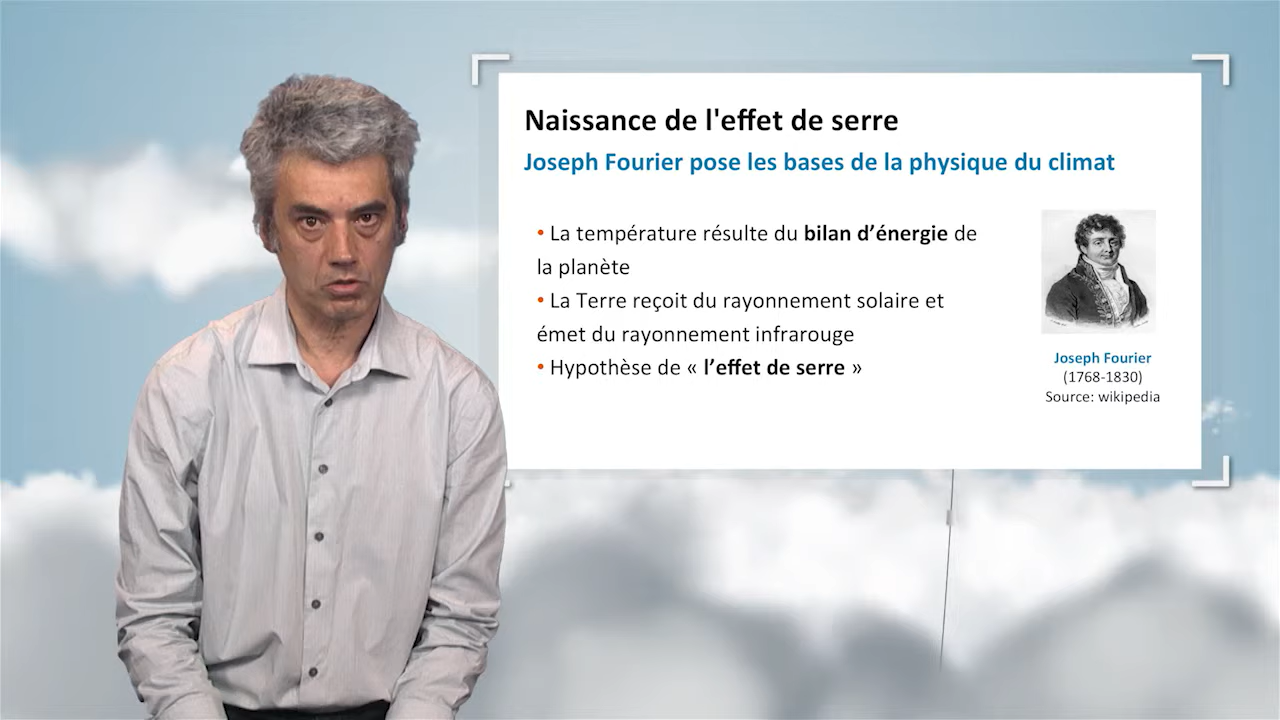 Naissance de l'effet de serre
Joseph Fourier pose les bases de la physique du climat
• La température résulte du bilan d’énergie de
la planète
• La Terre reçoit du rayonnement solaire et
émet du rayonnement infrarouge
• Hypothèse de « l’effet de serre »
Joseph Fourier
(1768-1830)
Source: wikipedia